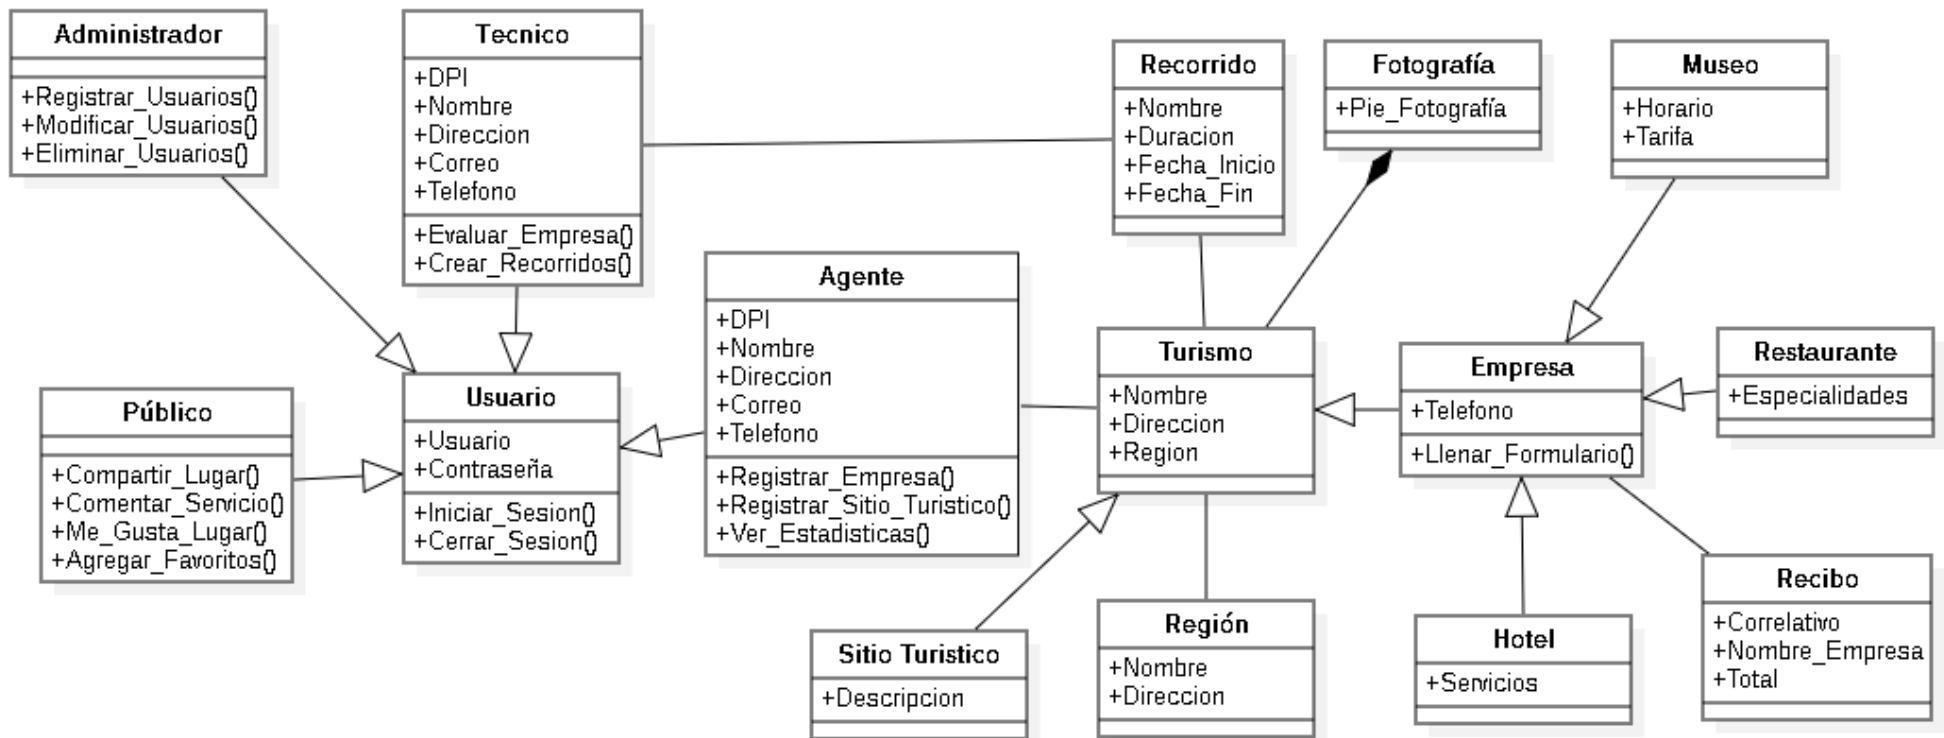 Administrador
+Registrar_Usuarios()
+Modificar_Usuarios()
+Eliminar_Usuarios()
Tecnico
+DPI
+Nombre
+Direccion
+Correo
+Telefono
+Evaluar_Empresa()
+Crear_Recorridos()
Recorrido
+Nombre
+Duracion
+Fecha_Inicio
+Fecha_Fin
Fotografía
+Pie_Fotografía
Museo
+Horario
+Tarifa
Público
+Compartir_Lugar()
+Comentar_Servicio()
+Me_Gusta_Lugar()
+Agregar_Favoritos()
Usuario
+Usuario
+Contraseña
+Iniciar_Sesion()
+Cerrar_Sesion()
Agente
+DPI
+Nombre
+Direccion
+Correo
+Telefono
+Registrar_Empresa()
+Registrar_Sitio_Turistico()
+Ver_Estadisticas()
Turismo
+Nombre
+Direccion
+Region
Empresa
+Telefono
+Llenar_Formulario()
Restaurante
+Especialidades
Sitio Turistico
+Descripcion
Región
+Nombre
+Direccion
Hotel
+Servicios
Recibo
+Correlativo
+Nombre_Empresa
+Total